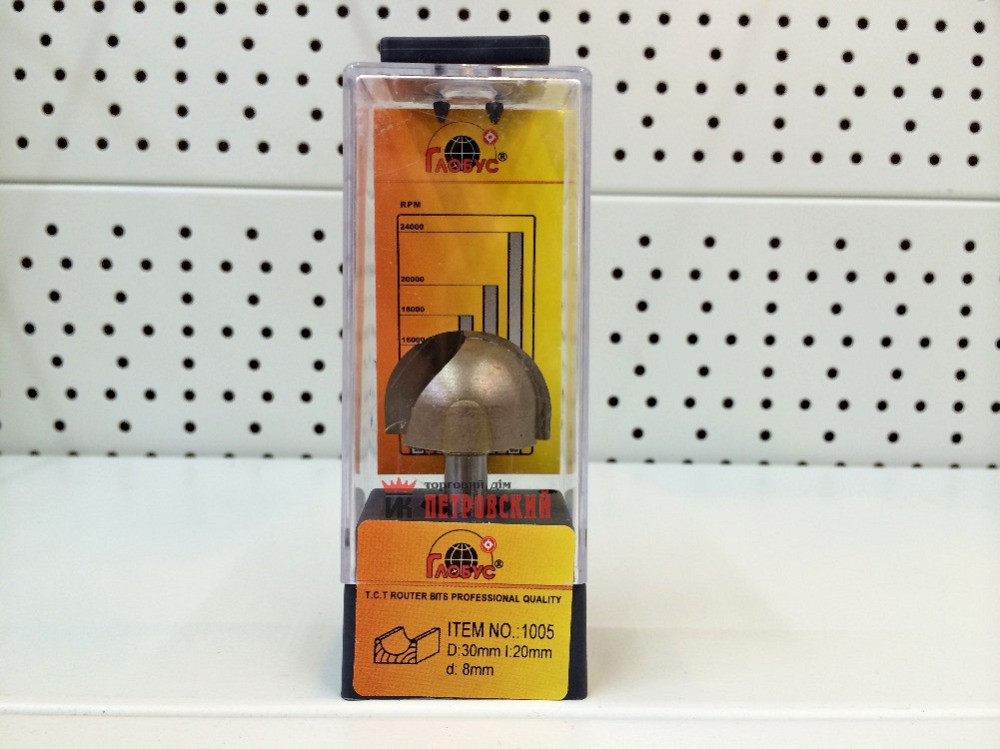 ГЛОБУС®
RPM
24000
20000
18000
16000
торговий дім
ИК ПЕТРОВСКИЙ
ГЛОБУС®
T.C.T ROUTER BITS PROFESSIONAL QUALITY
ITEM NO.:1005
D:30mm l:20mm
d: 8mm